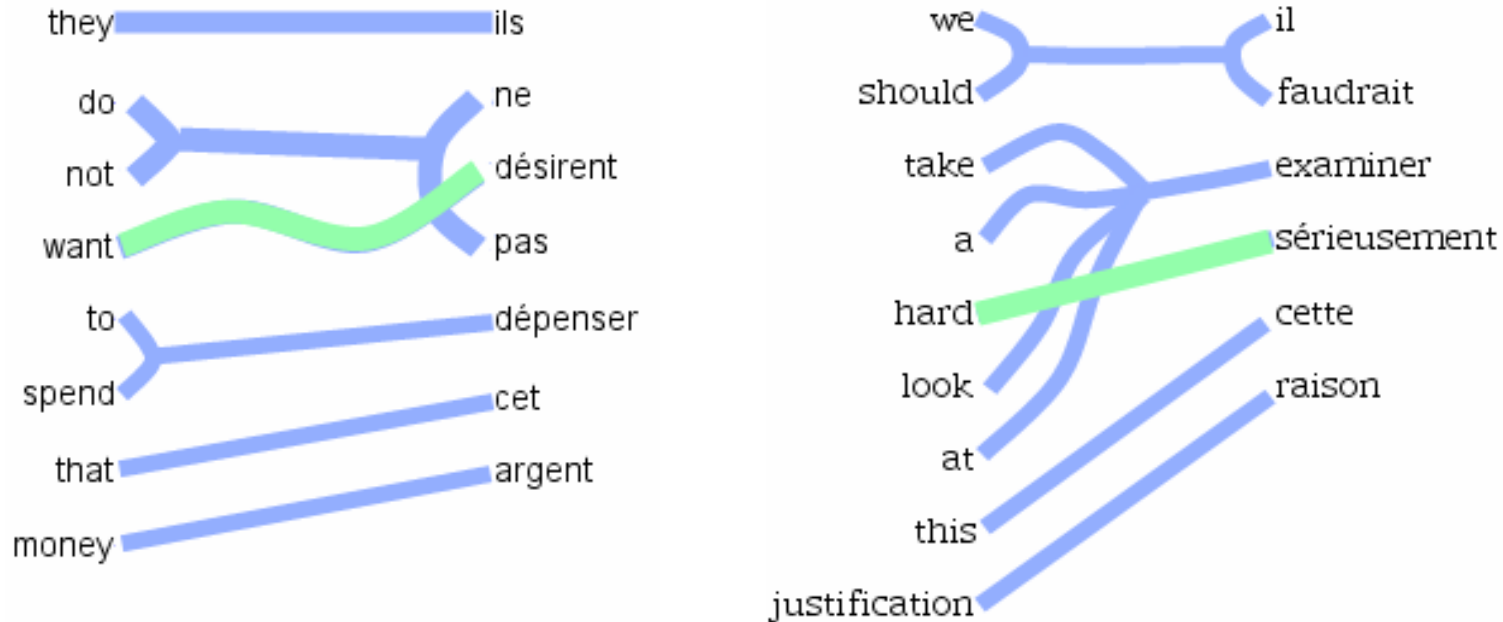 they
do
not
want
to
spend
that
money
ils
ne
désirent
pas
dépenser
cet
argent
we
should
take
a
hard
look
at
this
justification
il
faudrait
examiner
sérieusement
cette
raison